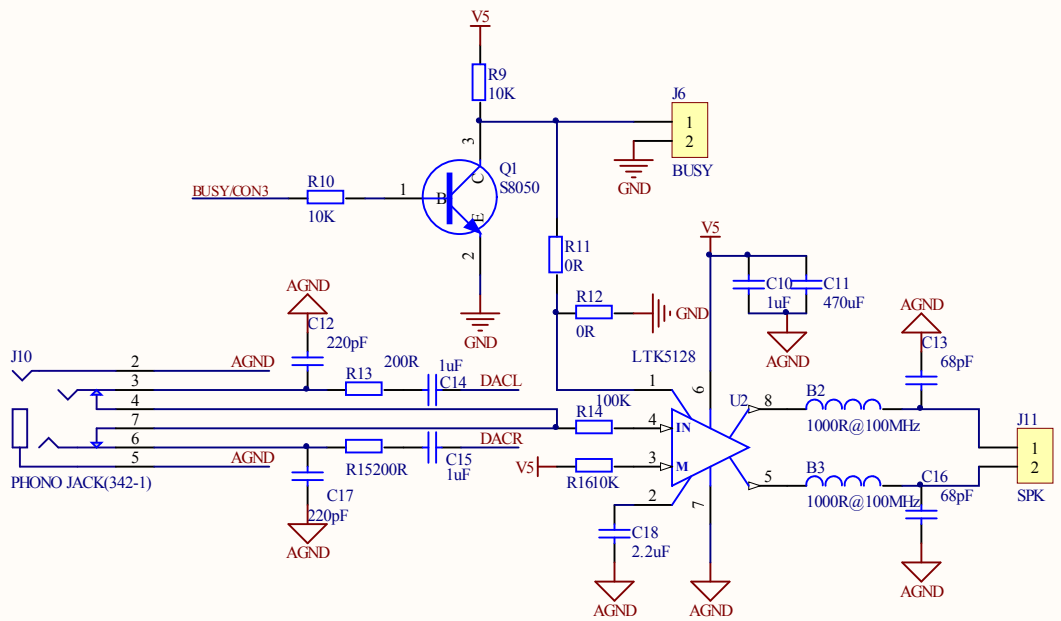 V5
R9
10K
J6
1
2
BUSY
GND
3
Q1
S8050
C
B
E
1
2
BUSY/CON3
R10
10K
GND
R11
0R
R12
0R
GND
V5
C10
1uF
C11
470uF
AGND
AGND
C12
220pF
AGND
C13
68pF
LTK5128
J10
2
AGND
3
200R
R13
1uF
C14
DACL
4
7
6
R15200R
C15
1uF
DACR
5
AGND
PHONO JACK(342-1)
C17
220pF
AGND
1
100K
R14
4
IN
V5
R1610K
3
M
2
6
7
U2
8
5
B2
1000R@100MHz
B3
1000R@100MHz
C16
68pF
J11
1
2
SPK
C18
2.2uF
AGND
AGND
AGND